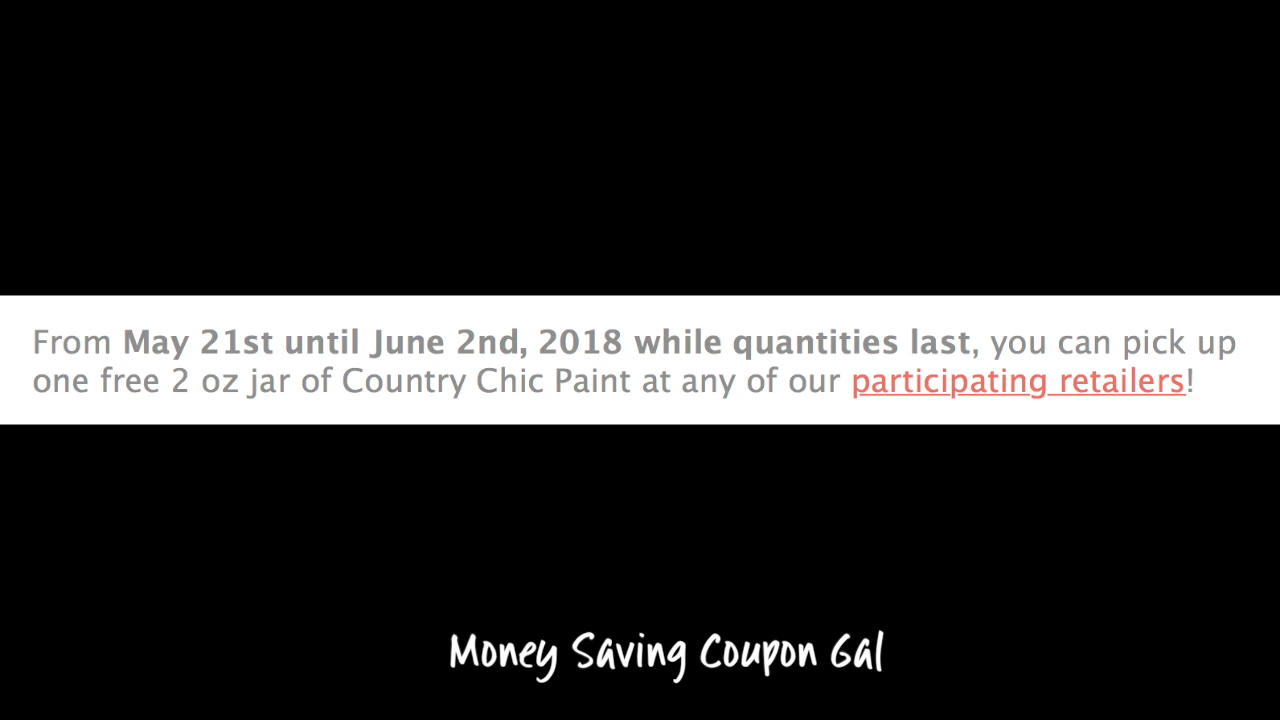 From May 21st until June 2nd, 2018 while quantities last, you can pick up
one free 2 oz jar of Country Chic Paint at any of our participating retailers!
Money Saving Coupon Gal